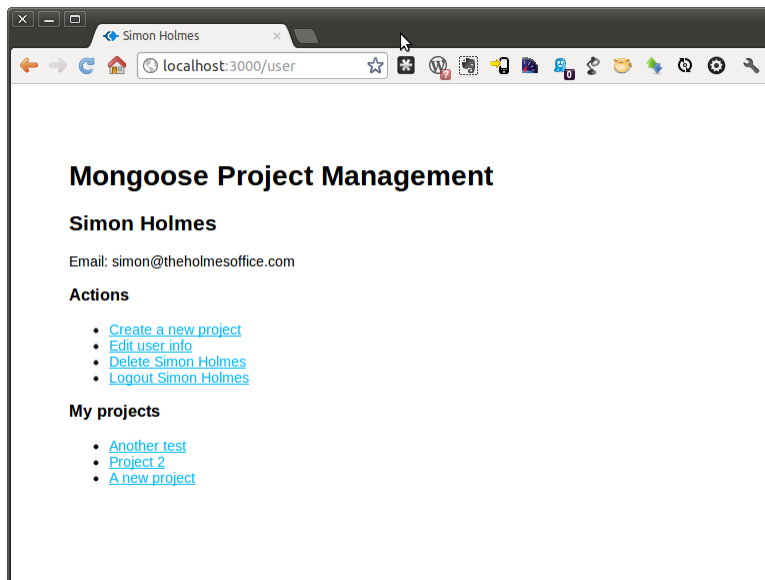 Simon Holmes
localhost:3000/user
0
Mongoose Project Management
Simon Holmes
Email: simon@theholmesoffice.com
Actions
Create a new project
Edit user info
Delete Simon Holmes
Logout Simon Holmes
My projects
Another test
Project 2
A new project